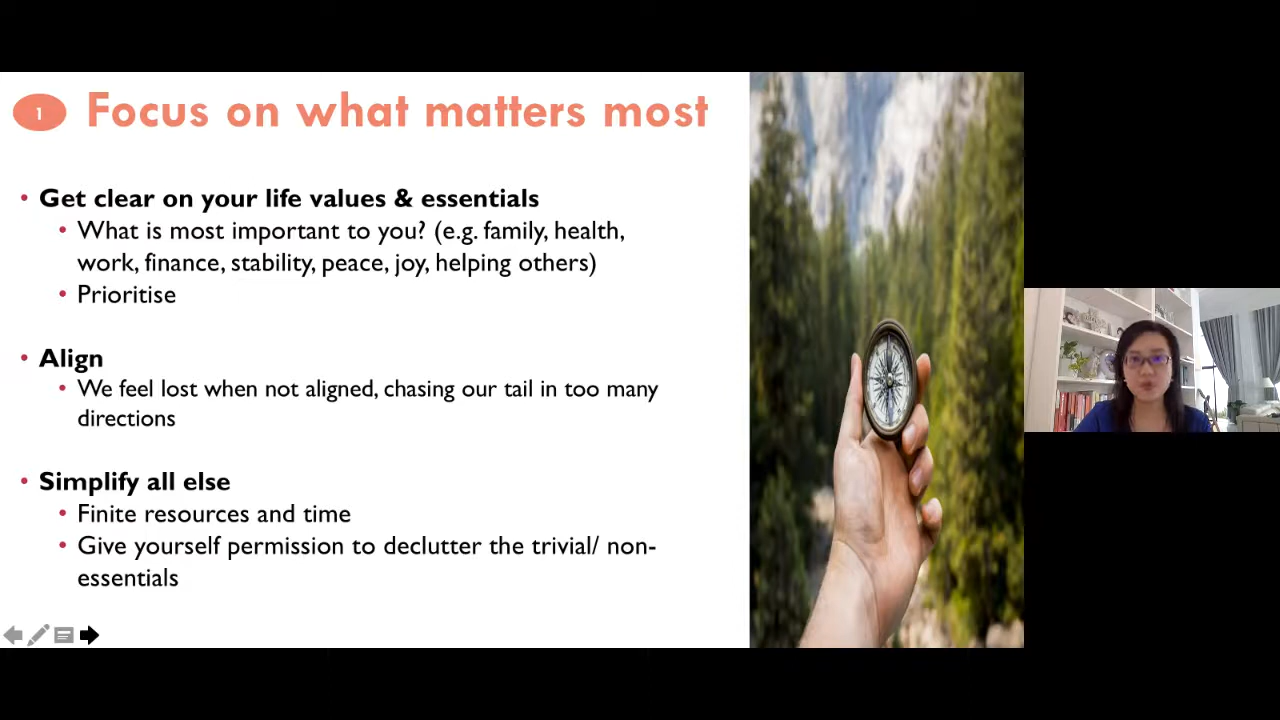 1
Focus on what matters most
• Get clear on your life values & essentials
• What is most important to you? (e.g. family, health,
work, finance, stability, peace, joy, helping others)
• Prioritise
• Align
• We feel lost when not aligned, chasing our tail in too many
directions
• Simplify all else
• Finite resources and time
• Give yourself permission to declutter the trivial/ non-
essentials